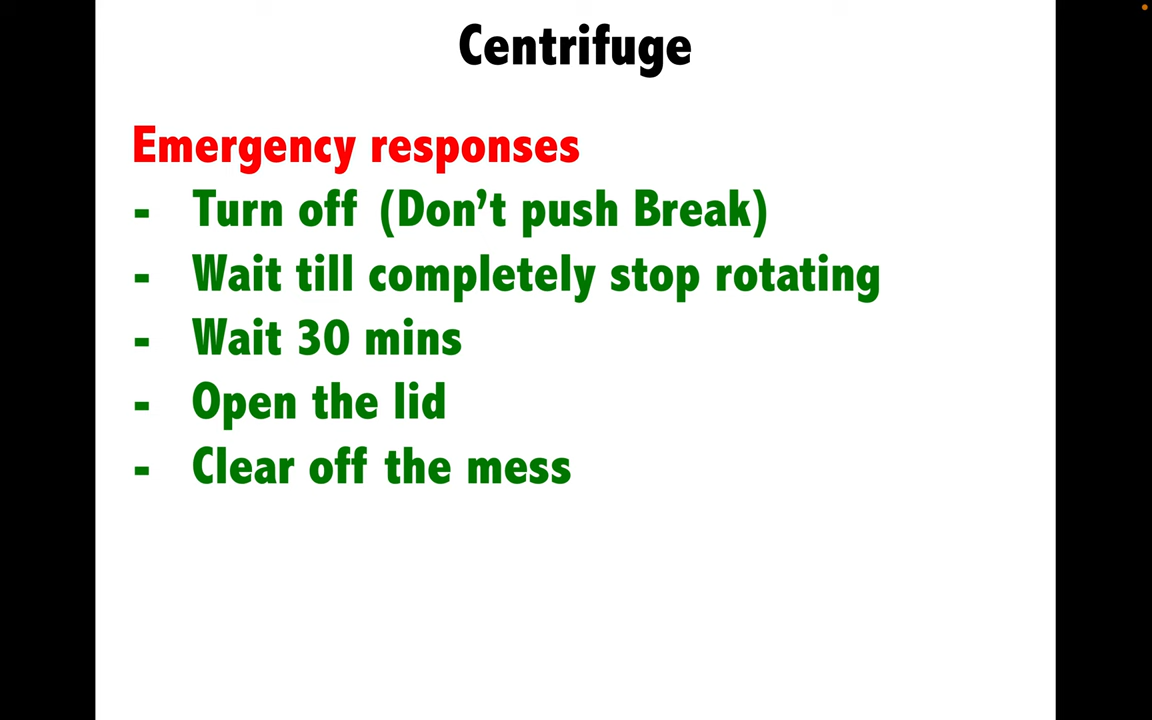 Centrifuge
Emergency responses
- Turn off (Don't push Break)
- Wait till completely stop rotating
- Wait 30 mins
- Open the lid
- Clear off the mess